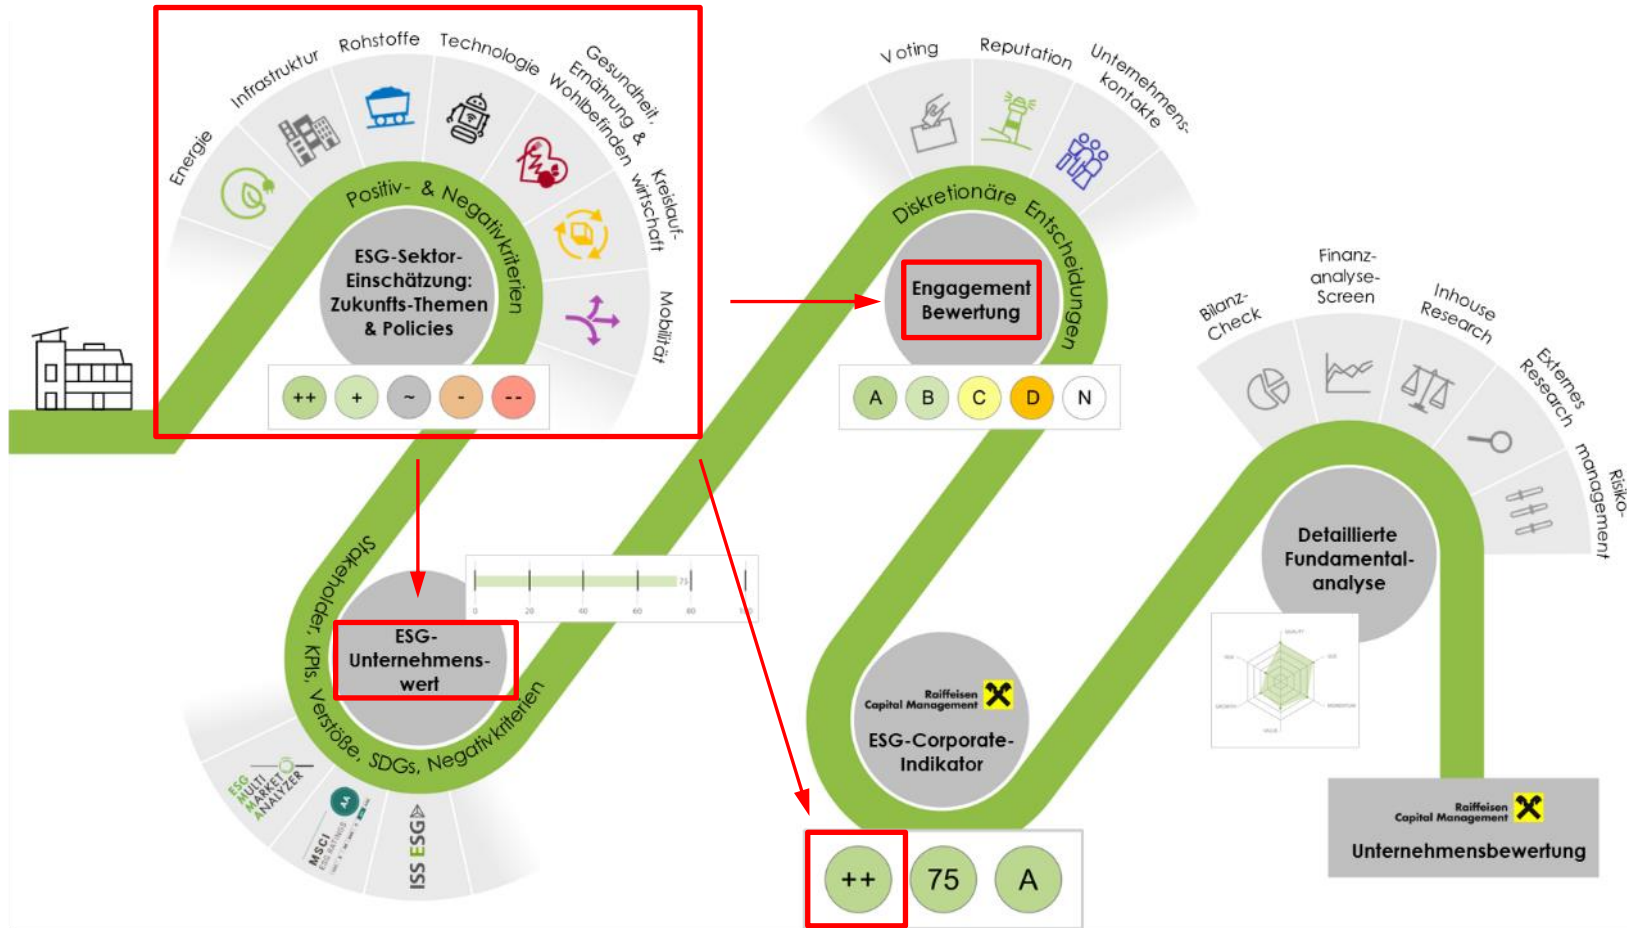 Energie
Infrastruktur
Rohstoffe
Technologie
Gesundheit,
Ernährung &
Wohlbefinden
Kreislauf-
wirtschaft
Mobilität
Positiv- & Negativkriterien
ESG-Sektor-
Einschätzung:
Zukunfts-Themen
& Policies
++
+
~
-
--
Stakeholder, KPIs, Verstöße, SDGs, Negativkriterien
ESG-
Unternehmens-
wert
75
0
20
40
60
80
ESG
MULTI
MARKET
ANALYZER
AA
MSCI
ESG RATINGS
ISS ESG
Voting
Reputation
Unternehmens-
kontakte
Diskretionäre Entscheidungen
Engagement
Bewertung
A
B
C
D
N
Raiffeisen
Capital Management
ESG-Corporate-
Indikator
++
75
A
Bilanz-
Check
Finanz-
analyse-
Screen
Inhouse
Research
Externes
Research
Risiko-
management
Detaillierte
Fundamental-
analyse
Raiffeisen
Capital Management
Unternehmensbewertung